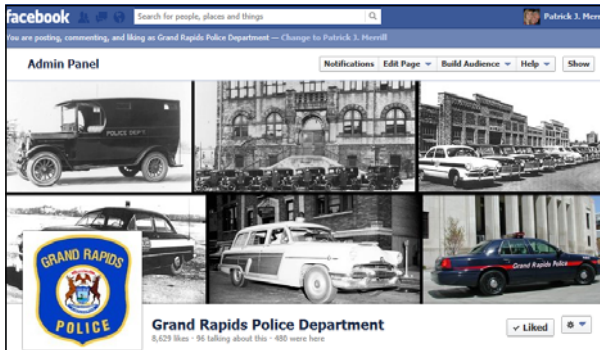 facebook Search for people, places and things Patrick J. Merr
You are posting, commenting, and liking as Grand Rapids Police Department — Change to Patrick J. Merrill
Admin Panel Notifications Edit Page Build Audience Help Show
POLICE DEPT
Grand Rapids Police
GRAND RAPIDS
POLICE
Grand Rapids Police Department
8,629 likes · 96 talking about this · 480 were here
Liked